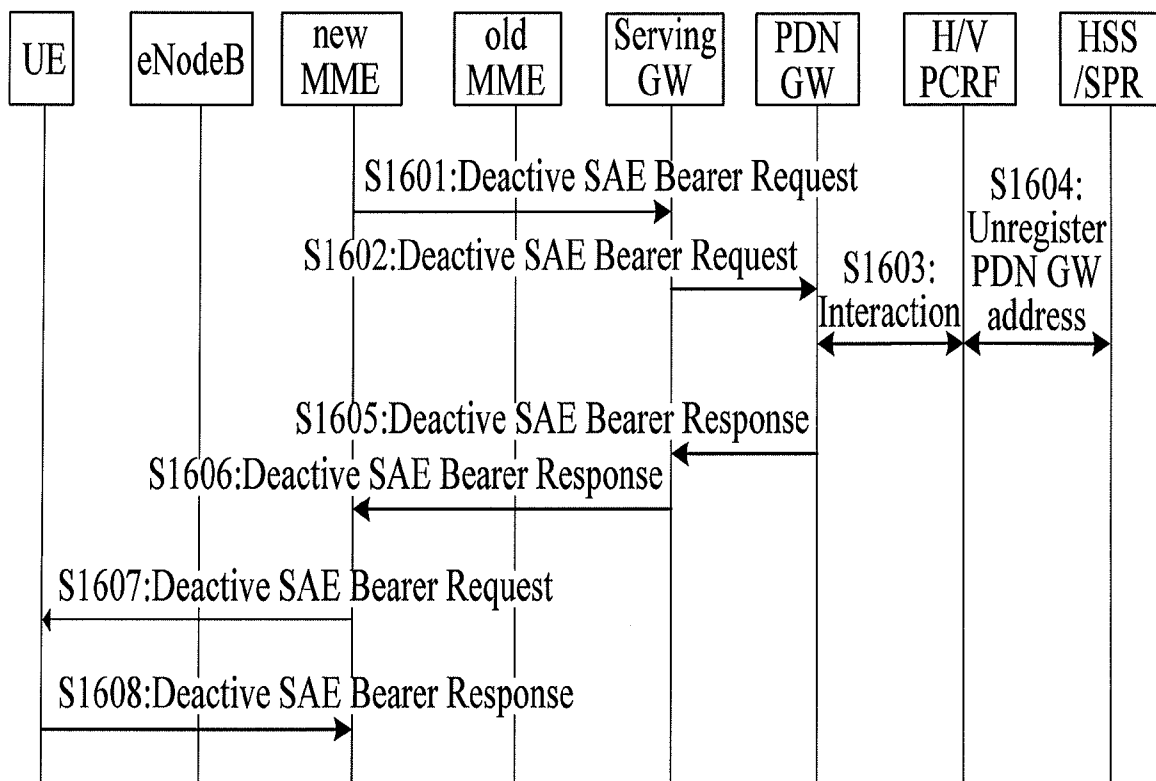 UE
eNodeB
new
MME
old
MME
Serving
GW
PDN
GW
H/V
PCRF
HSS
/SPR
S1601:Deactive SAE Bearer Request
S1602:Deactive SAE Bearer Request
S1603:
Interaction
S1604:
Unregister
PDN GW
address
S1605:Deactive SAE Bearer Response
S1606:Deactive SAE Bearer Response
S1607:Deactive SAE Bearer Request
S1608:Deactive SAE Bearer Response